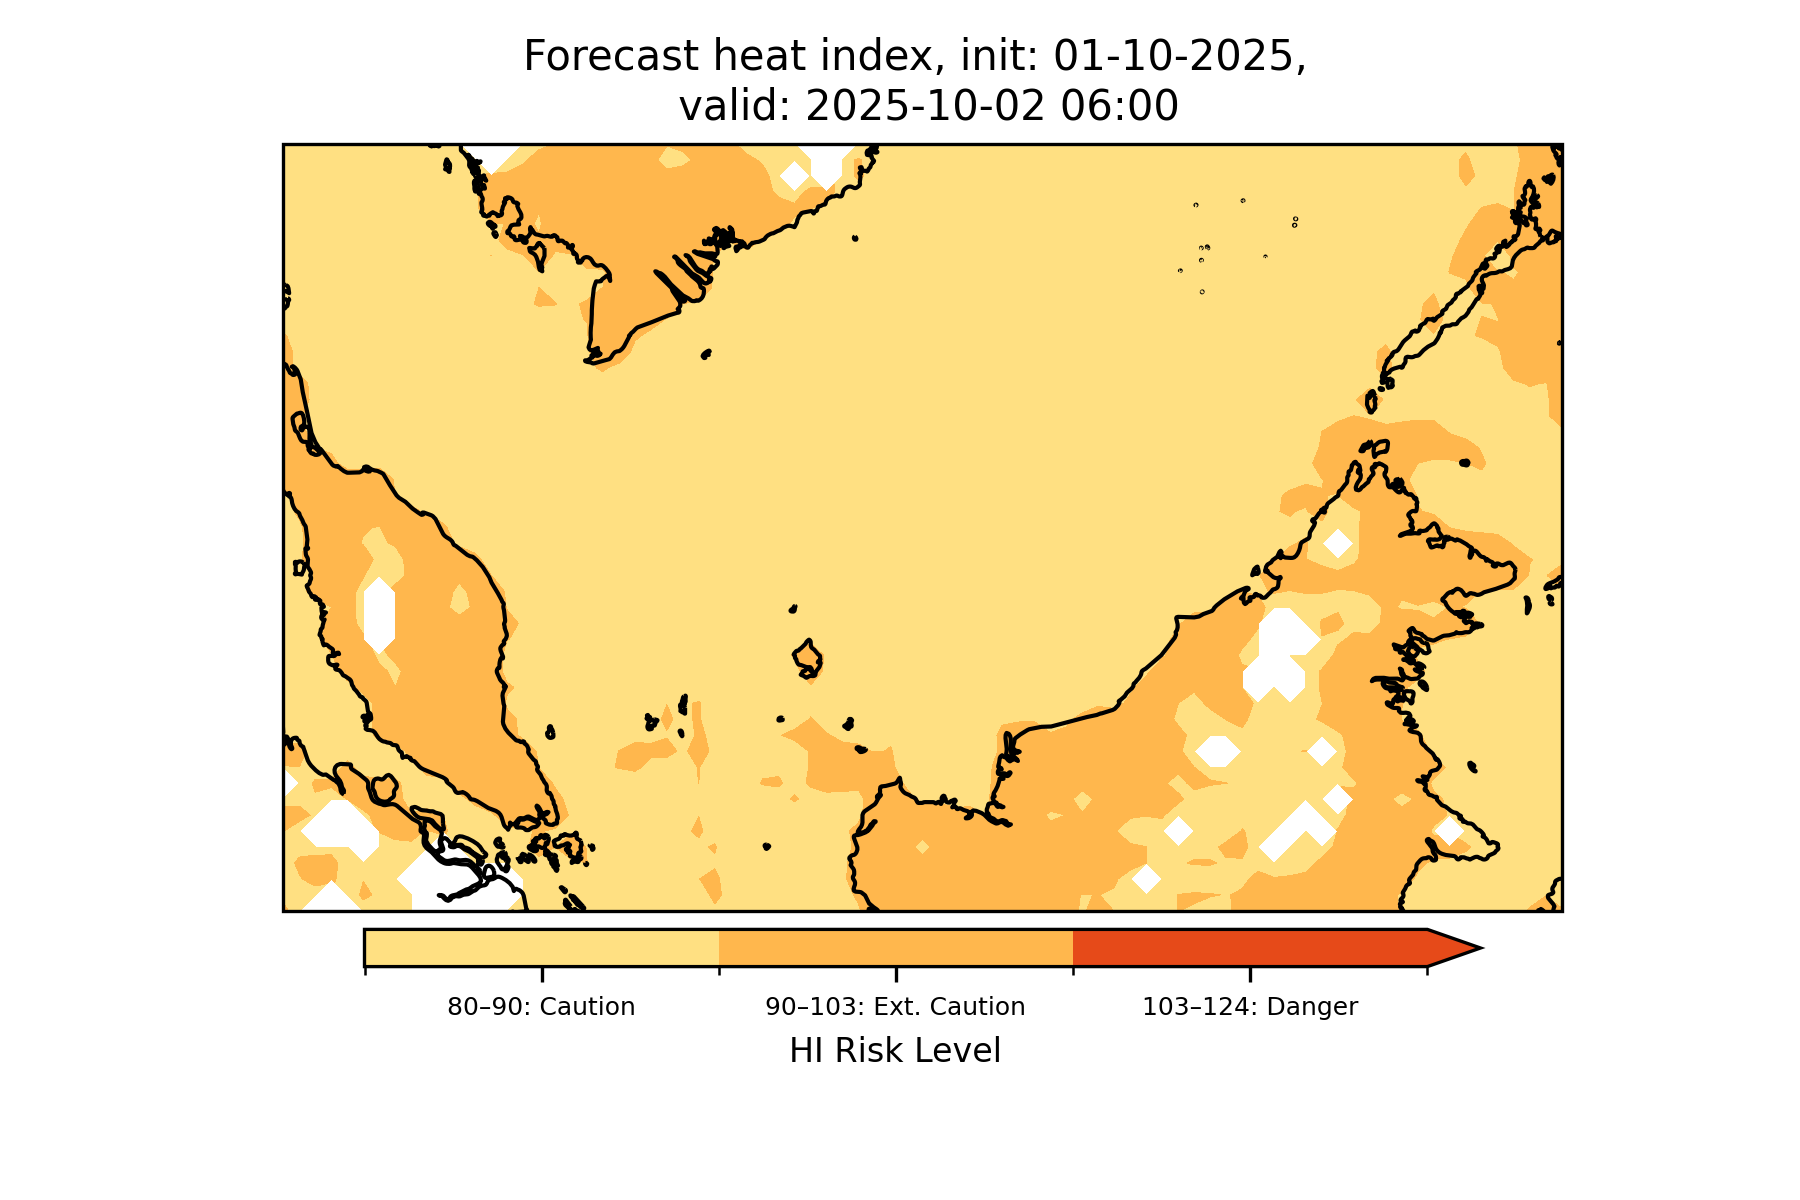 Forecast heat index, init: 01-10-2025,
valid: 2025-10-02 06:00
80–90: Caution
90–103: Ext. Caution
103–124: Danger
HI Risk Level